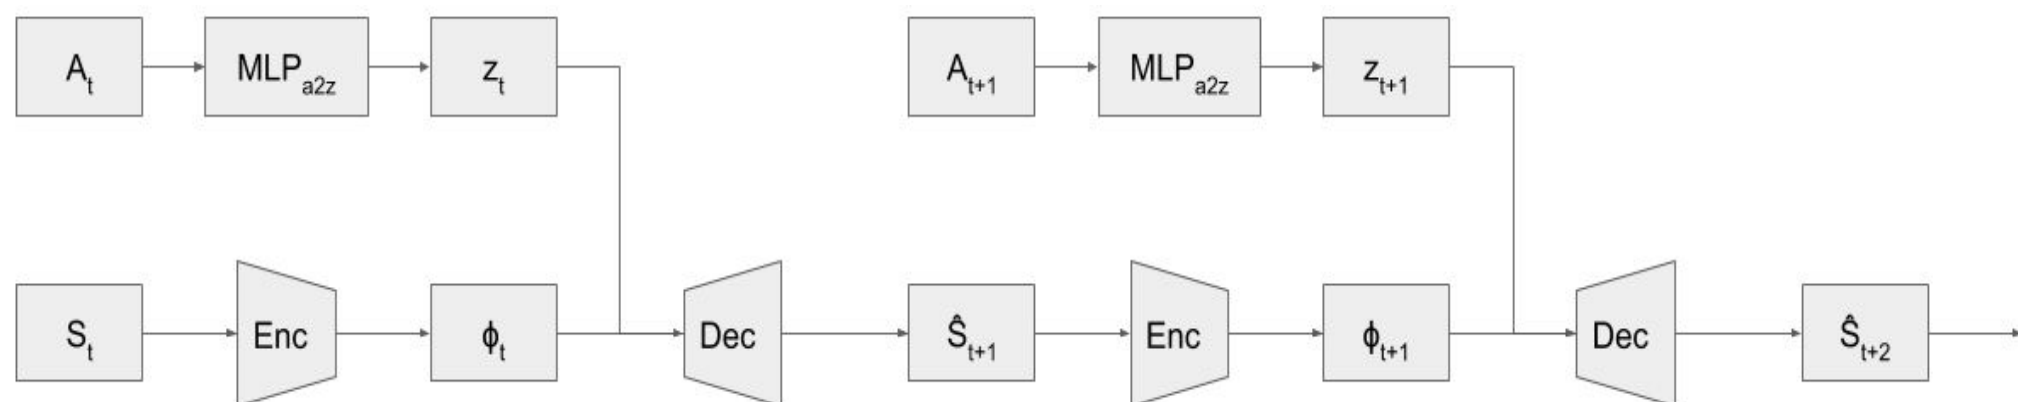 A_t MLP_a2z z_t A_t+1 MLP_a2z z_t+1
S_t Enc ϕ_t Dec Ŝ_t+1 Enc ϕ_t+1 Dec Ŝ_t+2